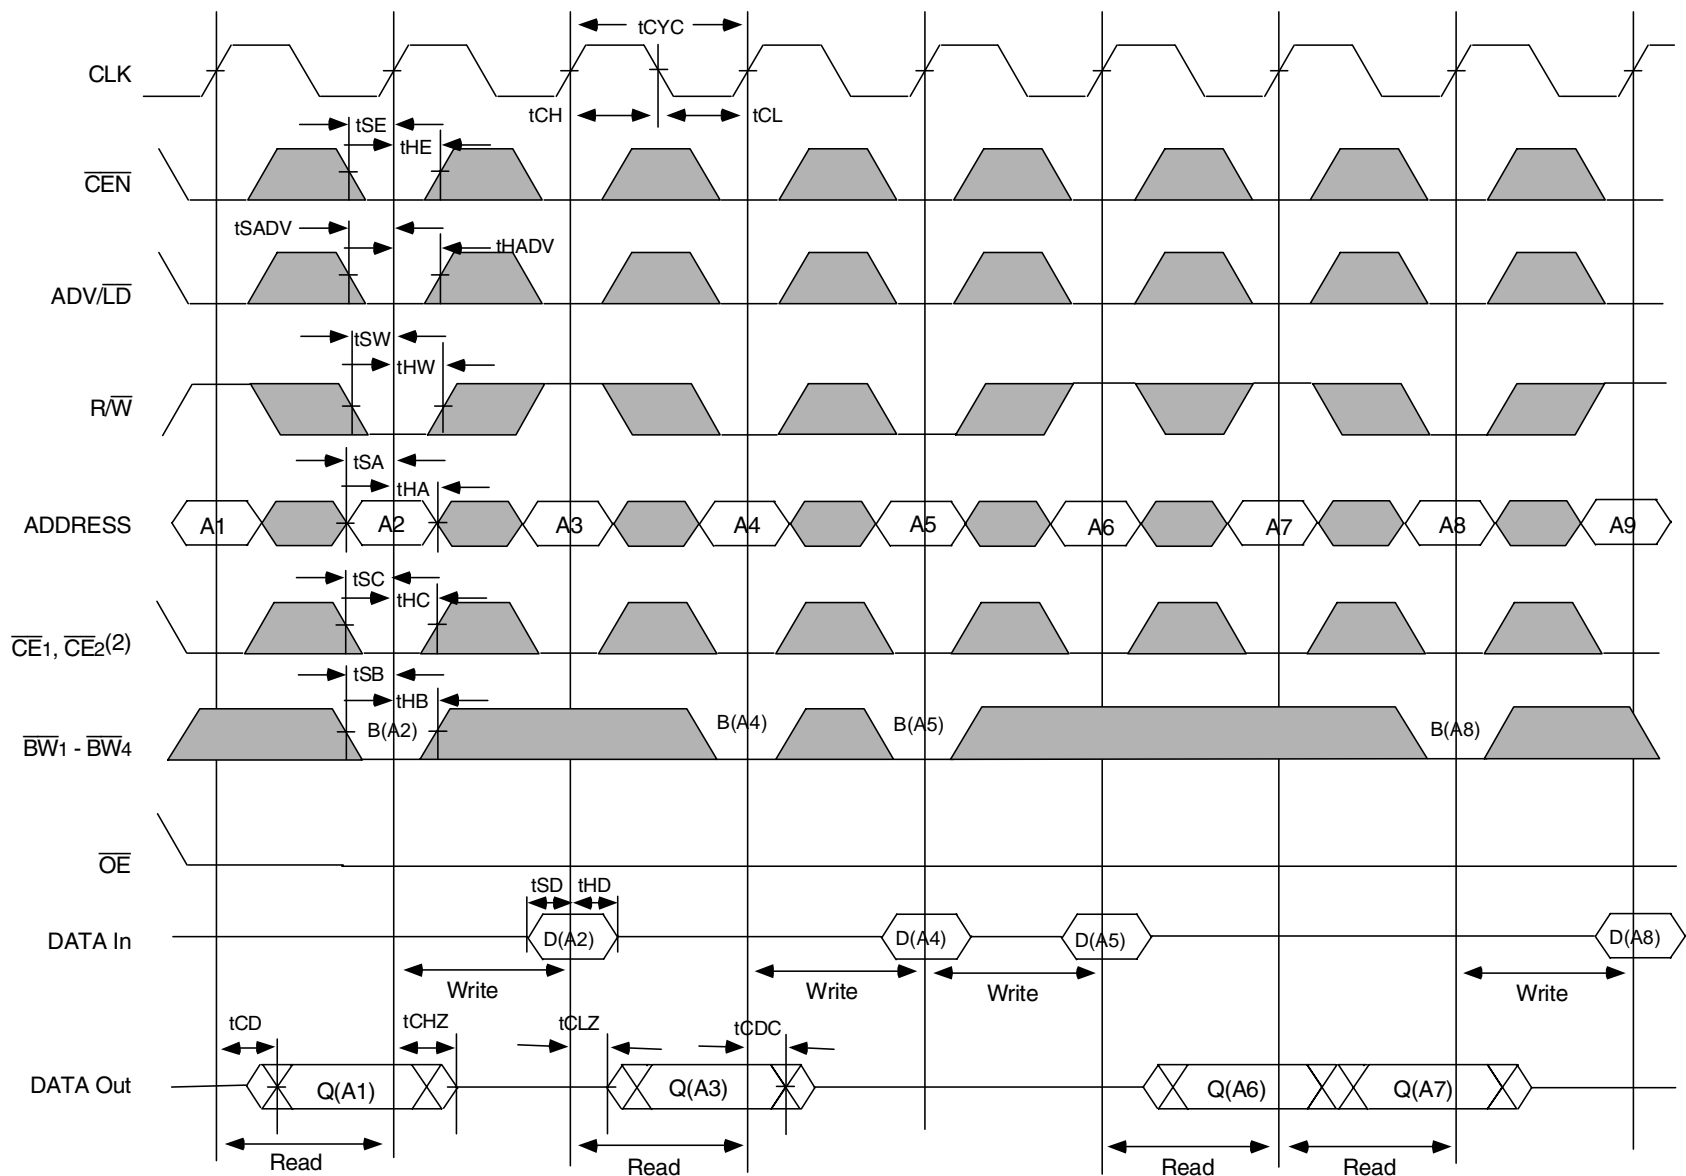 tCYC
CLK
tCH
tCL
tSE
tHE
CEN
tSADV
tHADV
ADV/LD
tSW
tHW
R/W
tSA
tHA
ADDRESS A1 A2 A3 A4 A5 A6 A7 A8 A9
tSC
tHC
CE1, CE2(2)
tSB
tHB
BW1 - BW4 B(A2) B(A4) B(A5) B(A8)
OE
tSD tHD
DATA In D(A2) D(A4) D(A5) D(A8)
Write Write Write Write
tCD tCHZ tCLZ tCDC
DATA Out Q(A1) Q(A3) Q(A6) Q(A7)
Read Read Read Read